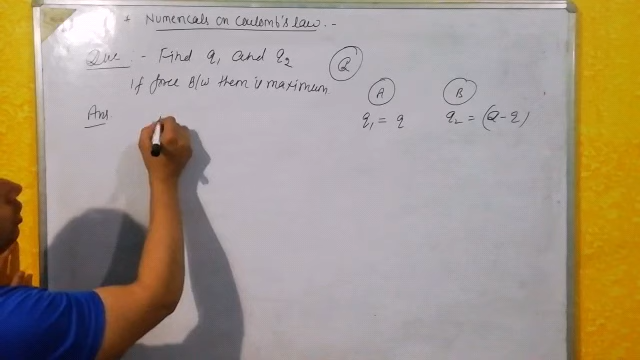 * Numericals on Coulomb's law. -
Que :- Find q₁ and q₂
if force B/w them is maximum
Q
A B
q₁ = q q₂ = (Q-q)
Ans.